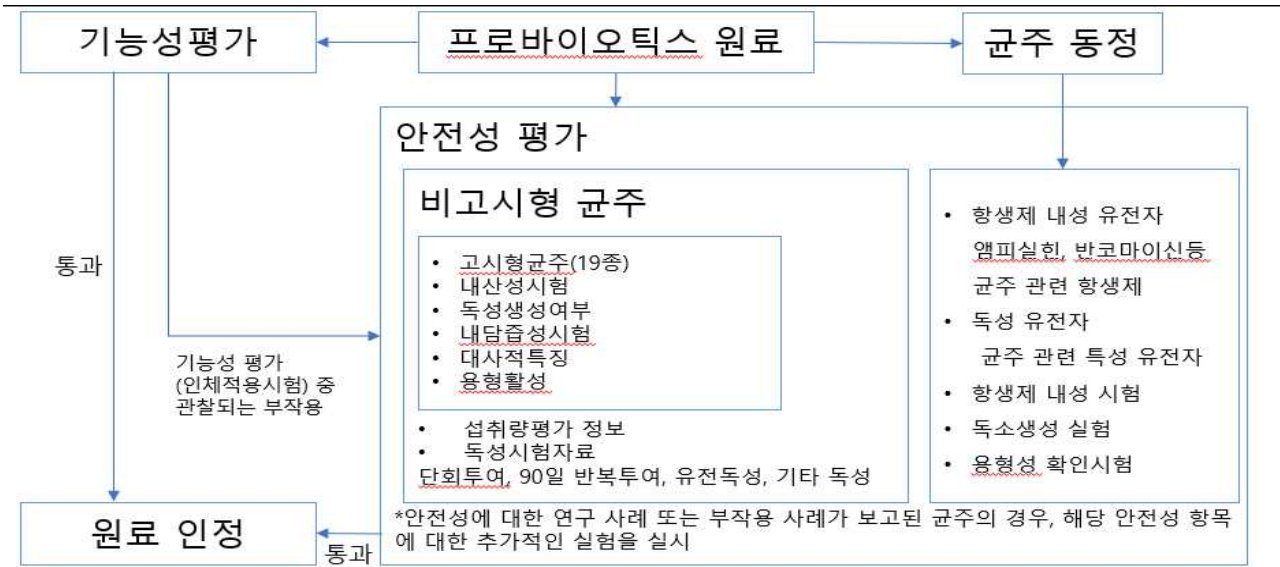 기능성평가
프로바이오틱스 원료
균주 동정
안전성 평가
비고시형 균주
• 고시형균주(19종)
• 내산성시험
• 독성생성여부
• 내담즙성시험
• 대사적특징
• 용혈활성
• 섭취량평가 정보
• 독성시험자료
단회투여, 90일 반복투여, 유전독성, 기타 독성
• 항생제 내성 유전자
앰피실힌, 반코마이신등
균주 관련 항생제
• 독성 유전자
균주 관련 특성 유전자
• 항생제 내성 시험
• 독소생성 실험
• 용형성 확인시험
*안전성에 대한 연구 사례 또는 부작용 사례가 보고된 균주의 경우, 해당 안전성 항목
에 대한 추가적인 실험을 실시
통과
기능성 평가
(인체적용시험) 중
관찰되는 부작용
원료 인정
통과